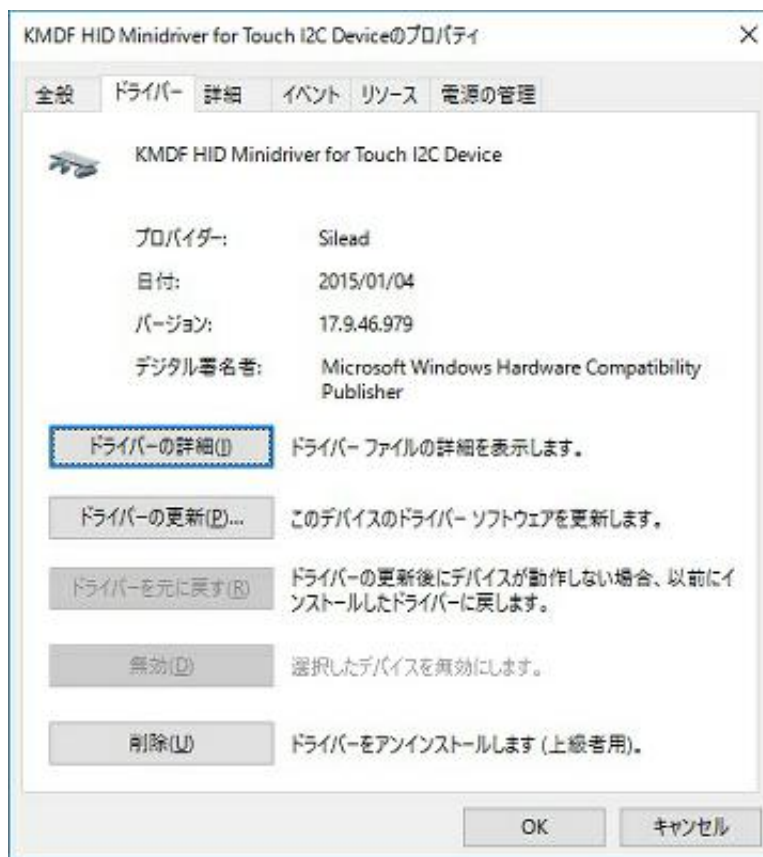 KMDF HID Minidriver for Touch I2C Deviceのプロパティ
全般 ドライバー 詳細 イベント リソース 電源の管理
KMDF HID Minidriver for Touch I2C Device
プロバイダー: Silead
日付: 2015/01/04
バージョン: 17.9.46.979
デジタル署名者: Microsoft Windows Hardware Compatibility
Publisher
ドライバーの詳細(I) ドライバー ファイルの詳細を表示します。
ドライバーの更新(P)... このデバイスのドライバー ソフトウェアを更新します。
ドライバーを元に戻す(R) ドライバーの更新後にデバイスが動作しない場合、以前にイ
ンストールしたドライバーに戻します。
無効(D) 選択したデバイスを無効にします。
削除(U) ドライバーをアンインストールします (上級者用)。
OK キャンセル